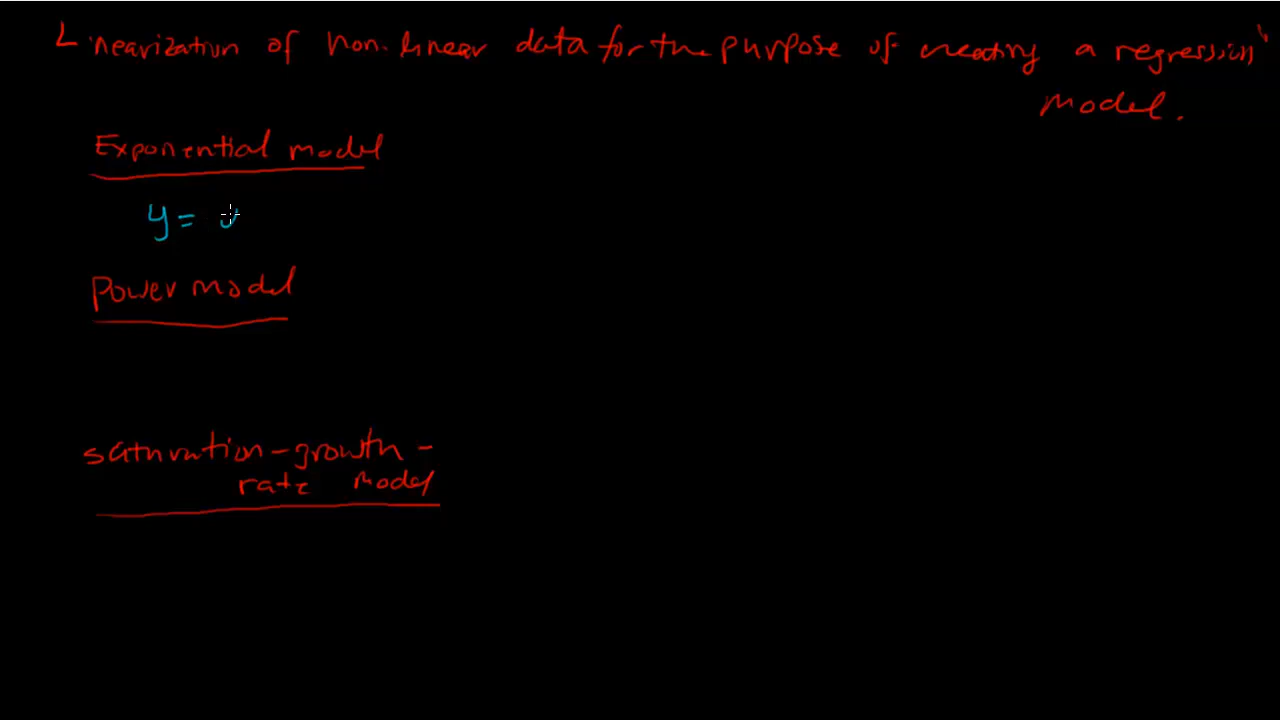 Linearization of non-linear data for the purpose of creating a regression
model.
Exponential model
y =
Power model
saturation-growth-
rate model